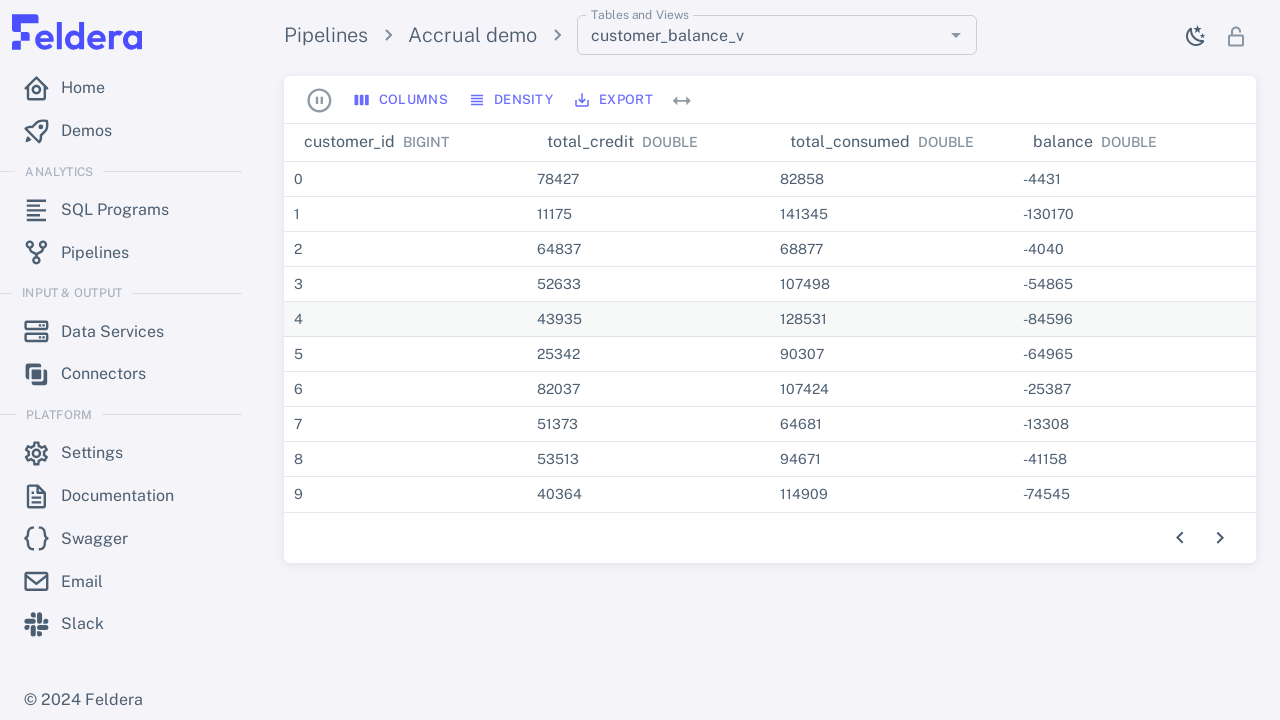 Feldera
Home
Demos
ANALYTICS
SQL Programs
Pipelines
INPUT & OUTPUT
Data Services
Connectors
PLATFORM
Settings
Documentation
Swagger
Email
Slack
© 2024 Feldera
Pipelines > Accrual demo >
Tables and Views
customer_balance_v
COLUMNS DENSITY EXPORT
customer_id BIGINT total_credit DOUBLE total_consumed DOUBLE balance DOUBLE
0 78427 82858 -4431
1 11175 141345 -130170
2 64837 68877 -4040
3 52633 107498 -54865
4 43935 128531 -84596
5 25342 90307 -64965
6 82037 107424 -25387
7 51373 64681 -13308
8 53513 94671 -41158
9 40364 114909 -74545